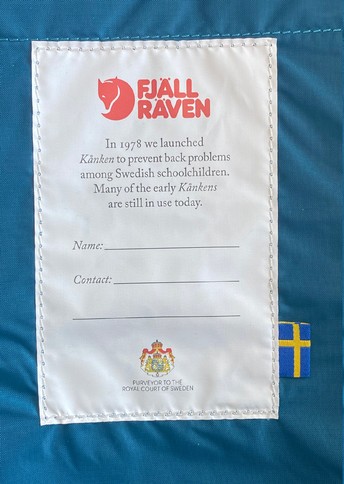 FJÄLL
RÄVEN
In 1978 we launched
Kånken to prevent back problems
among Swedish schoolchildren.
Many of the early Kånkens
are still in use today.
Name:
Contact:
PURVEYOR TO THE
ROYAL COURT OF SWEDEN